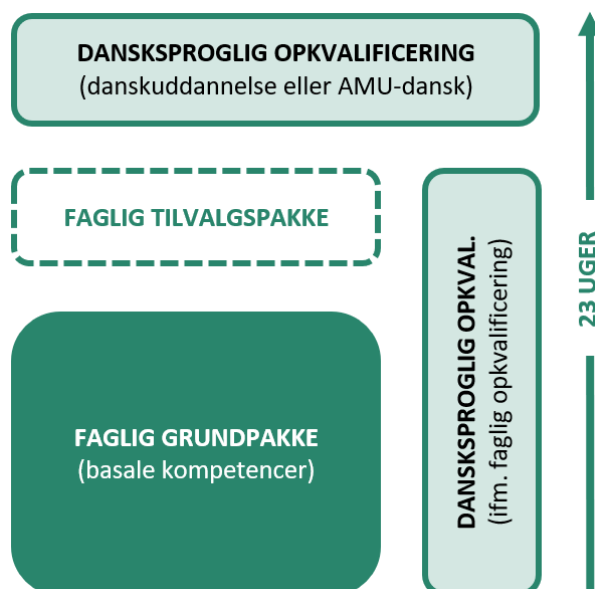 DANSKSPROGLIG OPKVALIFICERING
(danskuddannelse eller AMU-dansk)
FAGLIG TILVALGSPAKKE
FAGLIG GRUNDPAKKE
(basale kompetencer)
DANSKSPROGLIG OPKVAL.
(ifm. faglig opkvalificering)
23 UGER